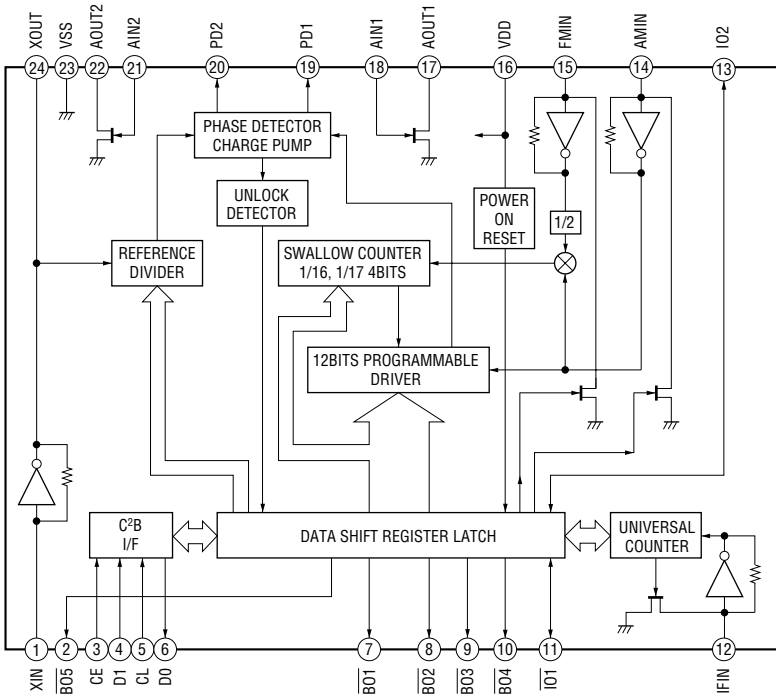 XOUT
VSS
AOUT2
AIN2
PD2
PD1
AIN1
AOUT1
VDD
FMIN
AMIN
IO2
24
23
22
21
20
19
18
17
16
15
14
13
PHASE DETECTOR
CHARGE PUMP
UNLOCK
DETECTOR
POWER
ON
RESET
1/2
REFERENCE
DIVIDER
SWALLOW COUNTER
1/16, 1/17 4BITS
12BITS PROGRAMMABLE
DRIVER
C²B
I/F
DATA SHIFT REGISTER LATCH
UNIVERSAL
COUNTER
1
2
3
4
5
6
7
8
9
10
11
12
XIN
BO5
CE
D1
CL
DO
BO1
BO2
BO3
BO4
IO1
IFIN